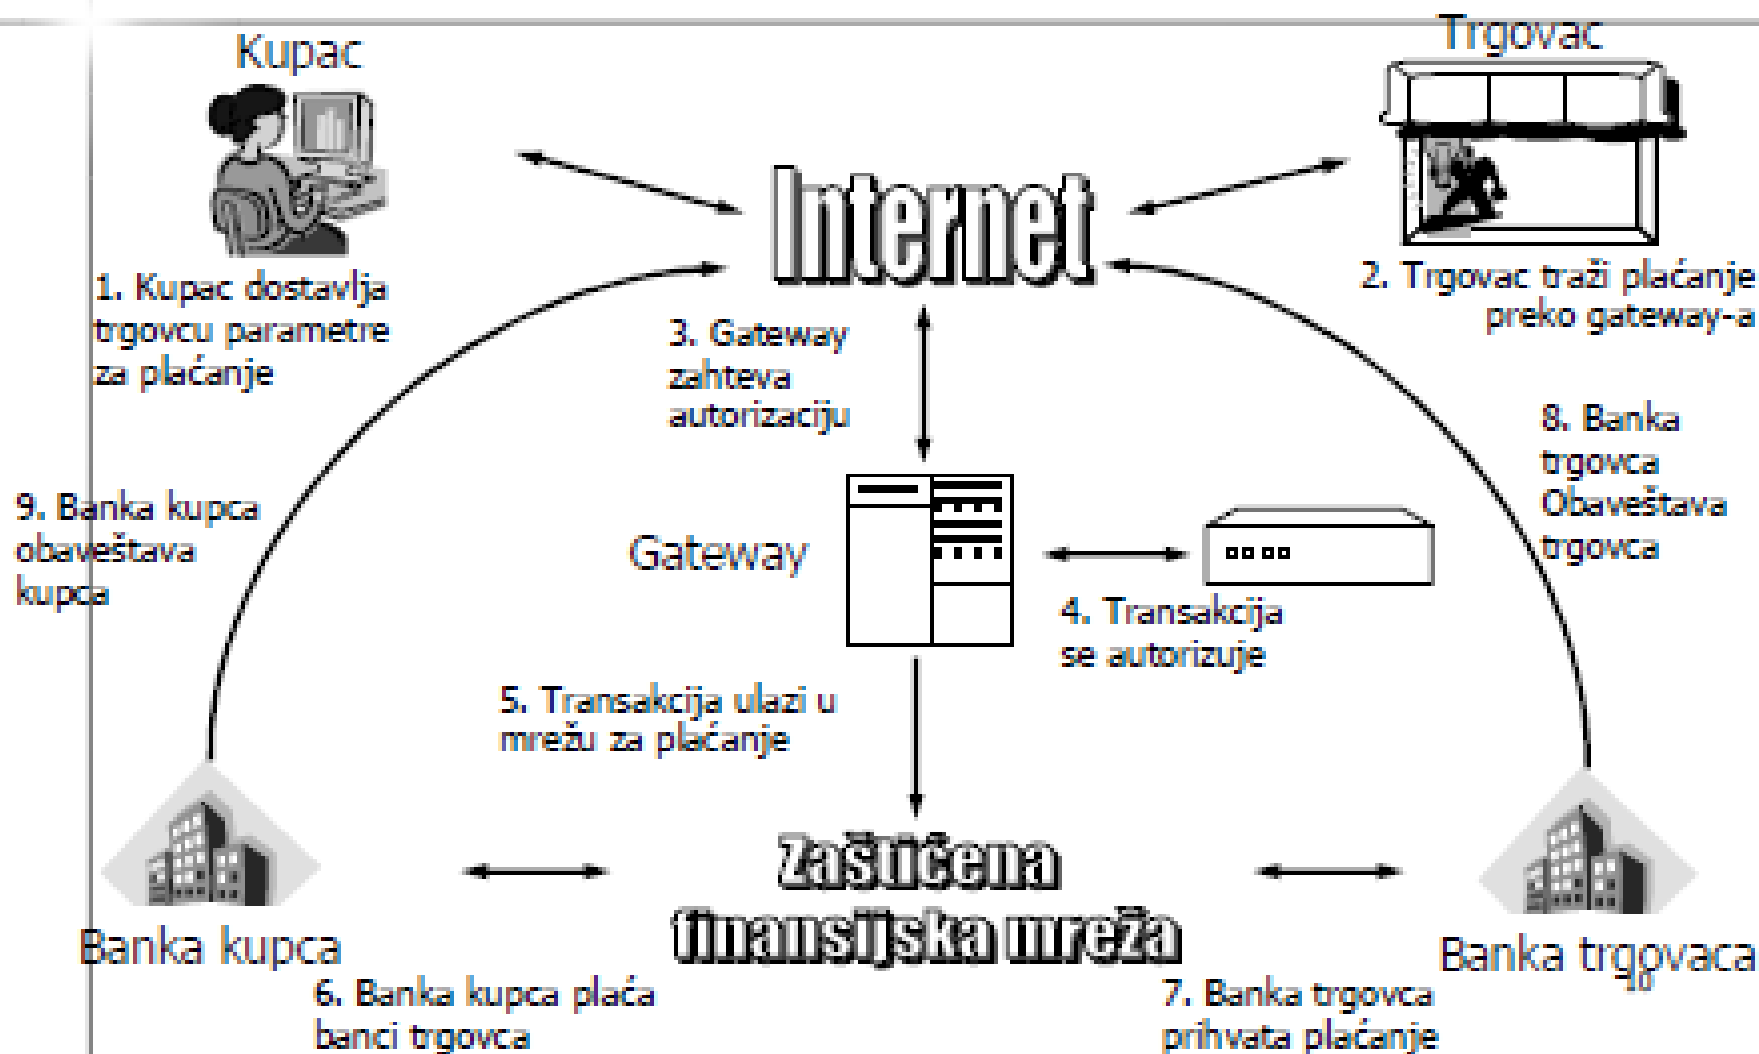 Kupac
Trgovac
Internet
1. Kupac dostavlja
trgovcu parametre
za plaćanje
2. Trgovac traži plaćanje
preko gateway-a
3. Gateway
zahteva
autorizaciju
8. Banka
trgovca
Obaveštava
trgovca
9. Banka kupca
obaveštava
kupca
Gateway
4. Transakcija
se autorizuje
5. Transakcija ulazi u
mrežu za plaćanje
Zaštićena
finansijska mreža
Banka kupca
Banka trgovaca
10
6. Banka kupca plaća
banci trgovca
7. Banka trgovca
prihvata plaćanje